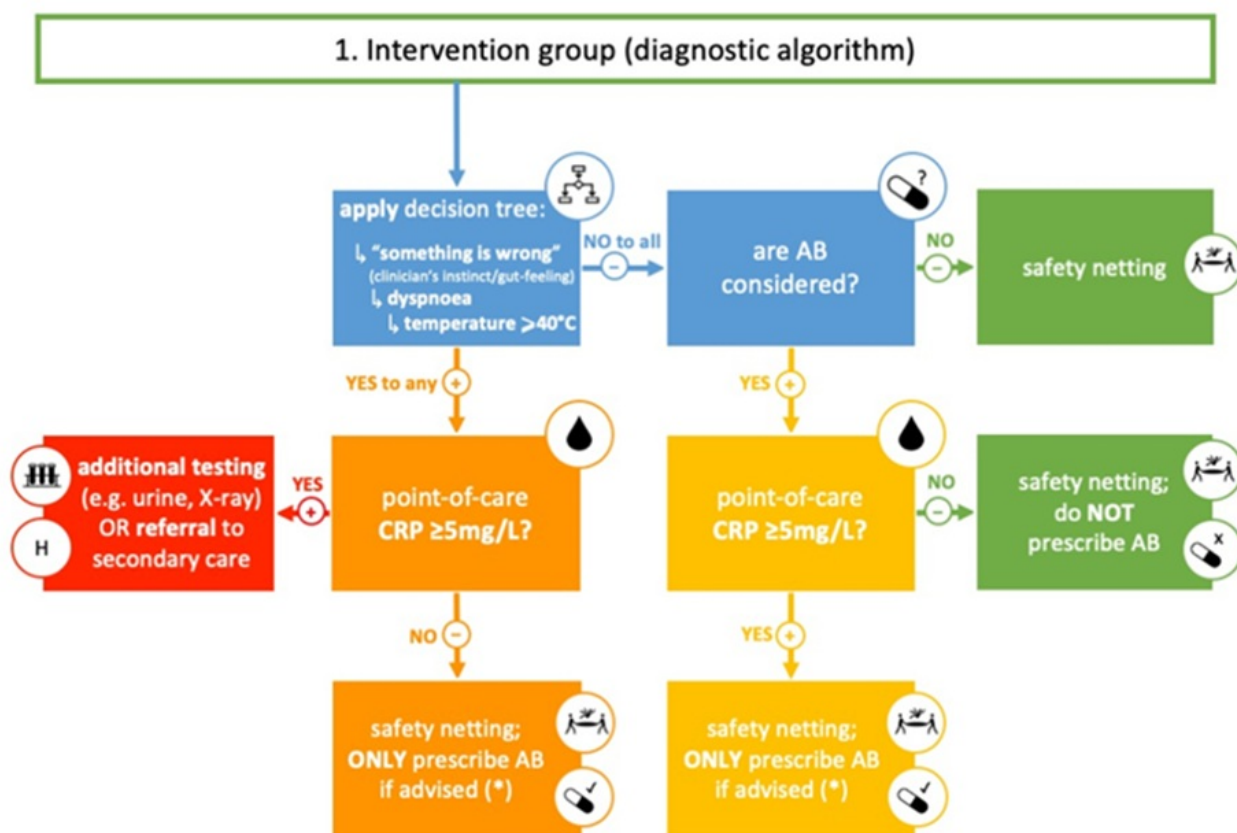 1. Intervention group (diagnostic algorithm)
apply decision tree:
↳ "something is wrong"
(clinician's instinct/gut-feeling)
↳ dyspnoea
↳ temperature ⩾40°C
NO to all
−
?
are AB
considered?
NO
−
safety netting
YES to any
+
YES
+
additional testing
(e.g. urine, X-ray)
OR referral to
secondary care
H
YES
+
point-of-care
CRP ≥5mg/L?
point-of-care
CRP ≥5mg/L?
NO
−
safety netting;
do NOT
prescribe AB
X
NO
−
YES
+
safety netting;
ONLY prescribe AB
if advised (*)
safety netting;
ONLY prescribe AB
if advised (*)